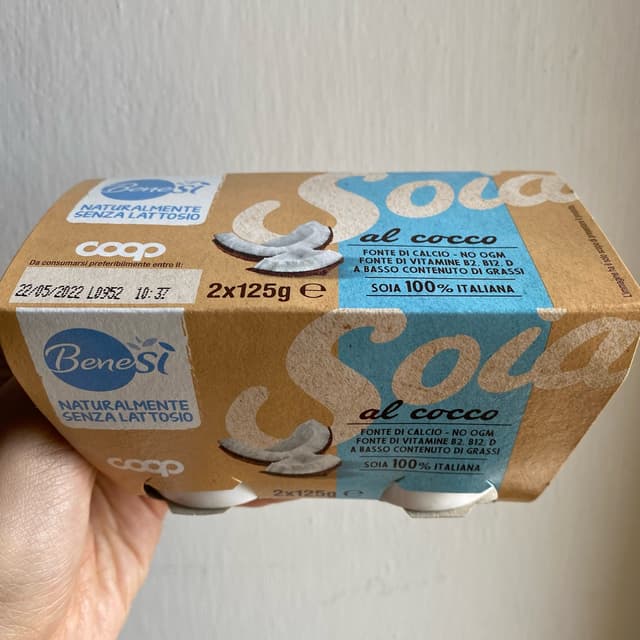 BeneSì
NATURALMENTE
SENZA LATTOSIO
coop
Da consumarsi preferibilmente entro il:
22/05/2022 L0952 10:37
2x125g e
Soia
al cocco
FONTE DI CALCIO - NO OGM
FONTE DI VITAMINE B2, B12, D
A BASSO CONTENUTO DI GRASSI
SOIA 100% ITALIANA
BeneSì
NATURALMENTE
SENZA LATTOSIO
coop
2x125g e
Soia
al cocco
FONTE DI CALCIO - NO OGM
FONTE DI VITAMINE B2, B12, D
A BASSO CONTENUTO DI GRASSI
SOIA 100% ITALIANA